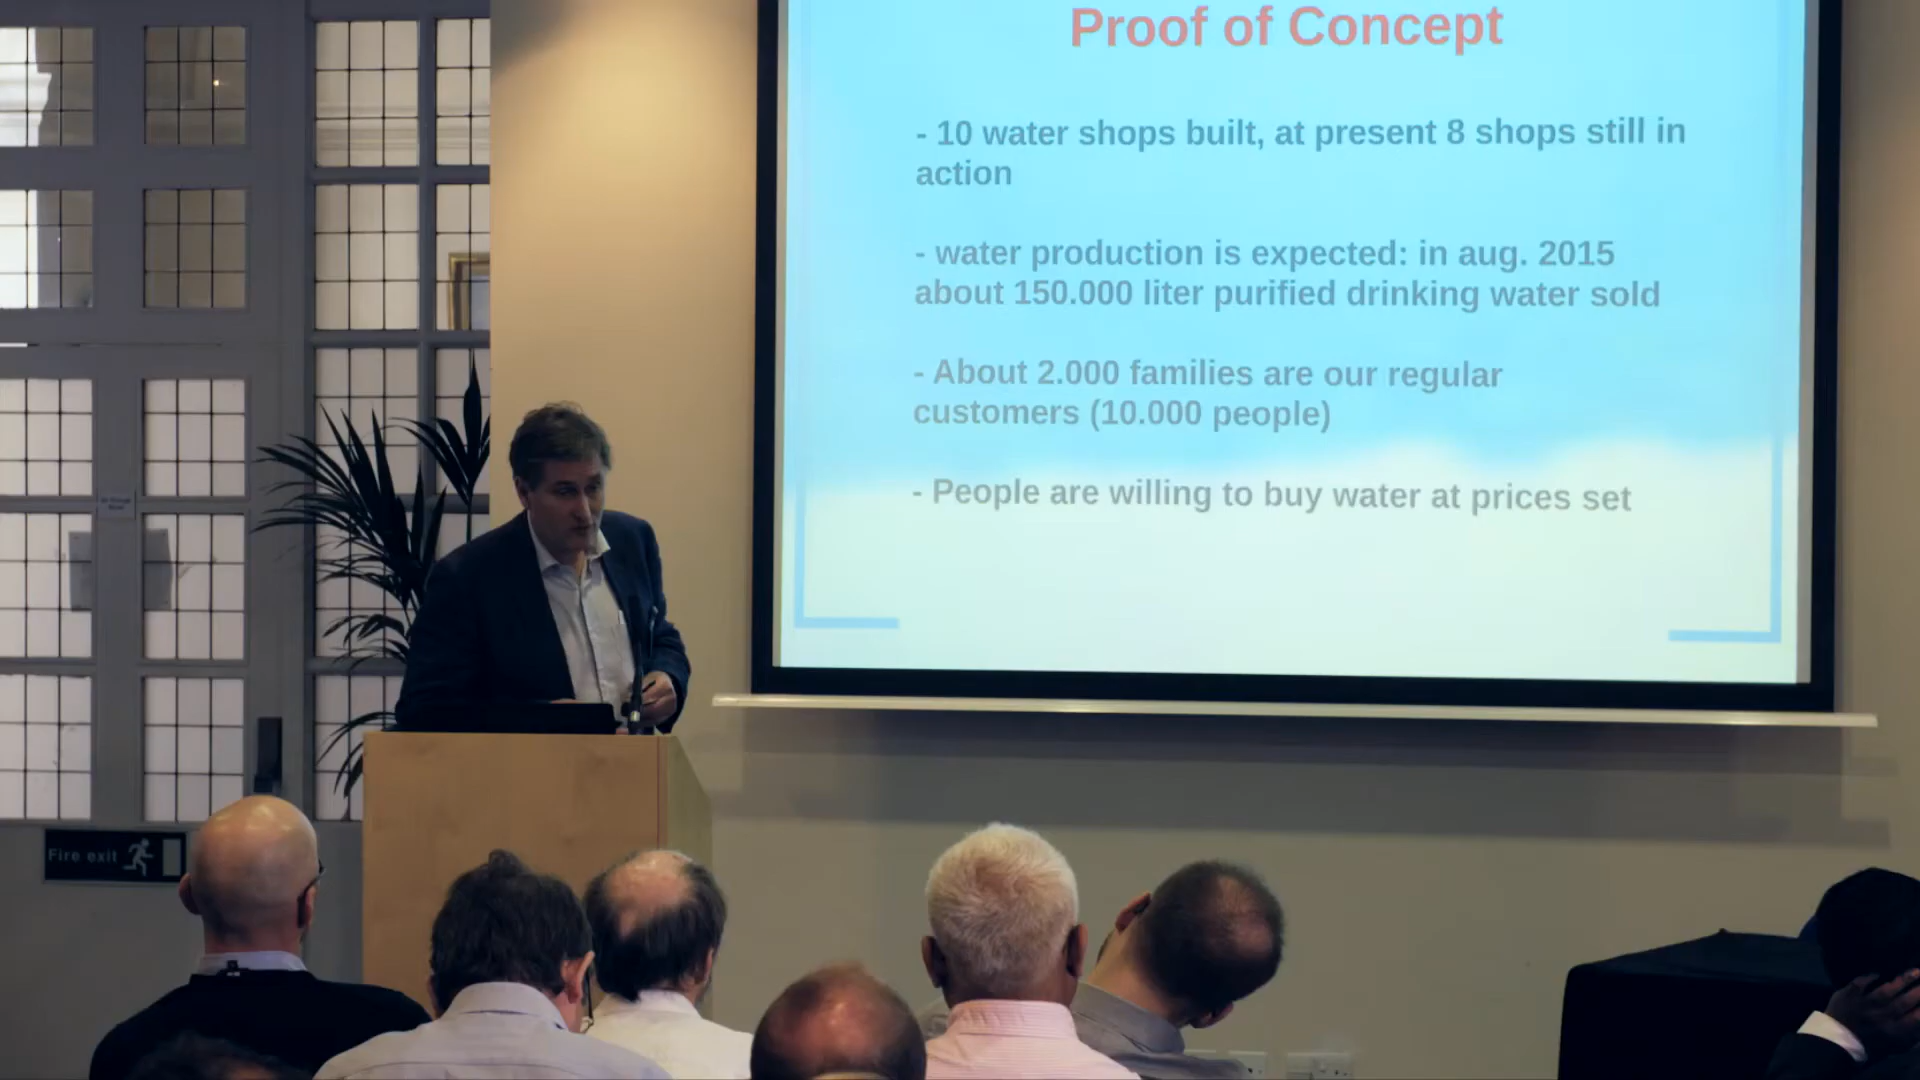 Proof of Concept
- 10 water shops built, at present 8 shops still in
action
- water production is expected: in aug. 2015
about 150.000 liter purified drinking water sold
- About 2.000 families are our regular
customers (10.000 people)
- People are willing to buy water at prices set
Fire exit